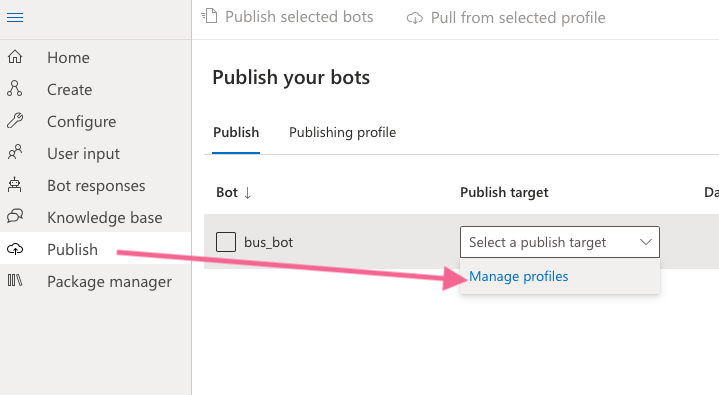 Publish selected bots
Pull from selected profile
Home
Create
Configure
User input
Bot responses
Knowledge base
Publish
Package manager
Publish your bots
Publish
Publishing profile
Bot ↓
Publish target
Da
bus_bot
Select a publish target
Manage profiles